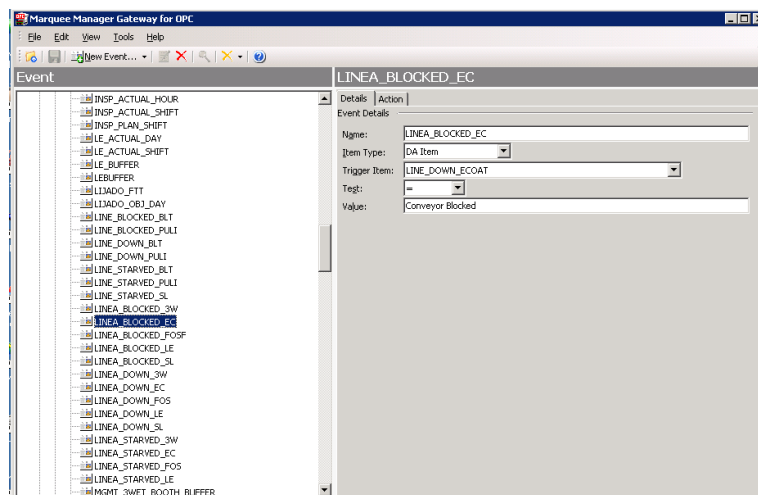 Marquee Manager Gateway for OPC
File Edit View Tools Help
New Event...
Event
LINEA_BLOCKED_EC
INSP_ACTUAL_HOUR
INSP_ACTUAL_SHIFT
INSP_PLAN_SHIFT
LE_ACTUAL_DAY
LE_ACTUAL_SHIFT
LE_BUFFER
LEBUFFER
LIJADO_FTT
LIJADO_OBJ_DAY
LINE_BLOCKED_BLT
LINE_BLOCKED_PULI
LINE_DOWN_BLT
LINE_DOWN_PULI
LINE_STARVED_BLT
LINE_STARVED_PULI
LINE_STARVED_SL
LINEA_BLOCKED_3W
LINEA_BLOCKED_EC
LINEA_BLOCKED_FOSF
LINEA_BLOCKED_LE
LINEA_BLOCKED_SL
LINEA_DOWN_3W
LINEA_DOWN_EC
LINEA_DOWN_FOS
LINEA_DOWN_LE
LINEA_DOWN_SL
LINEA_STARVED_3W
LINEA_STARVED_EC
LINEA_STARVED_FOS
LINEA_STARVED_LE
MGMT_3WET_BOOTH_BUFFER
Details Action
Event Details
Name: LINEA_BLOCKED_EC
Item Type: DA Item
Trigger Item: LINE_DOWN_ECOAT
Test: =
Value: Conveyor Blocked